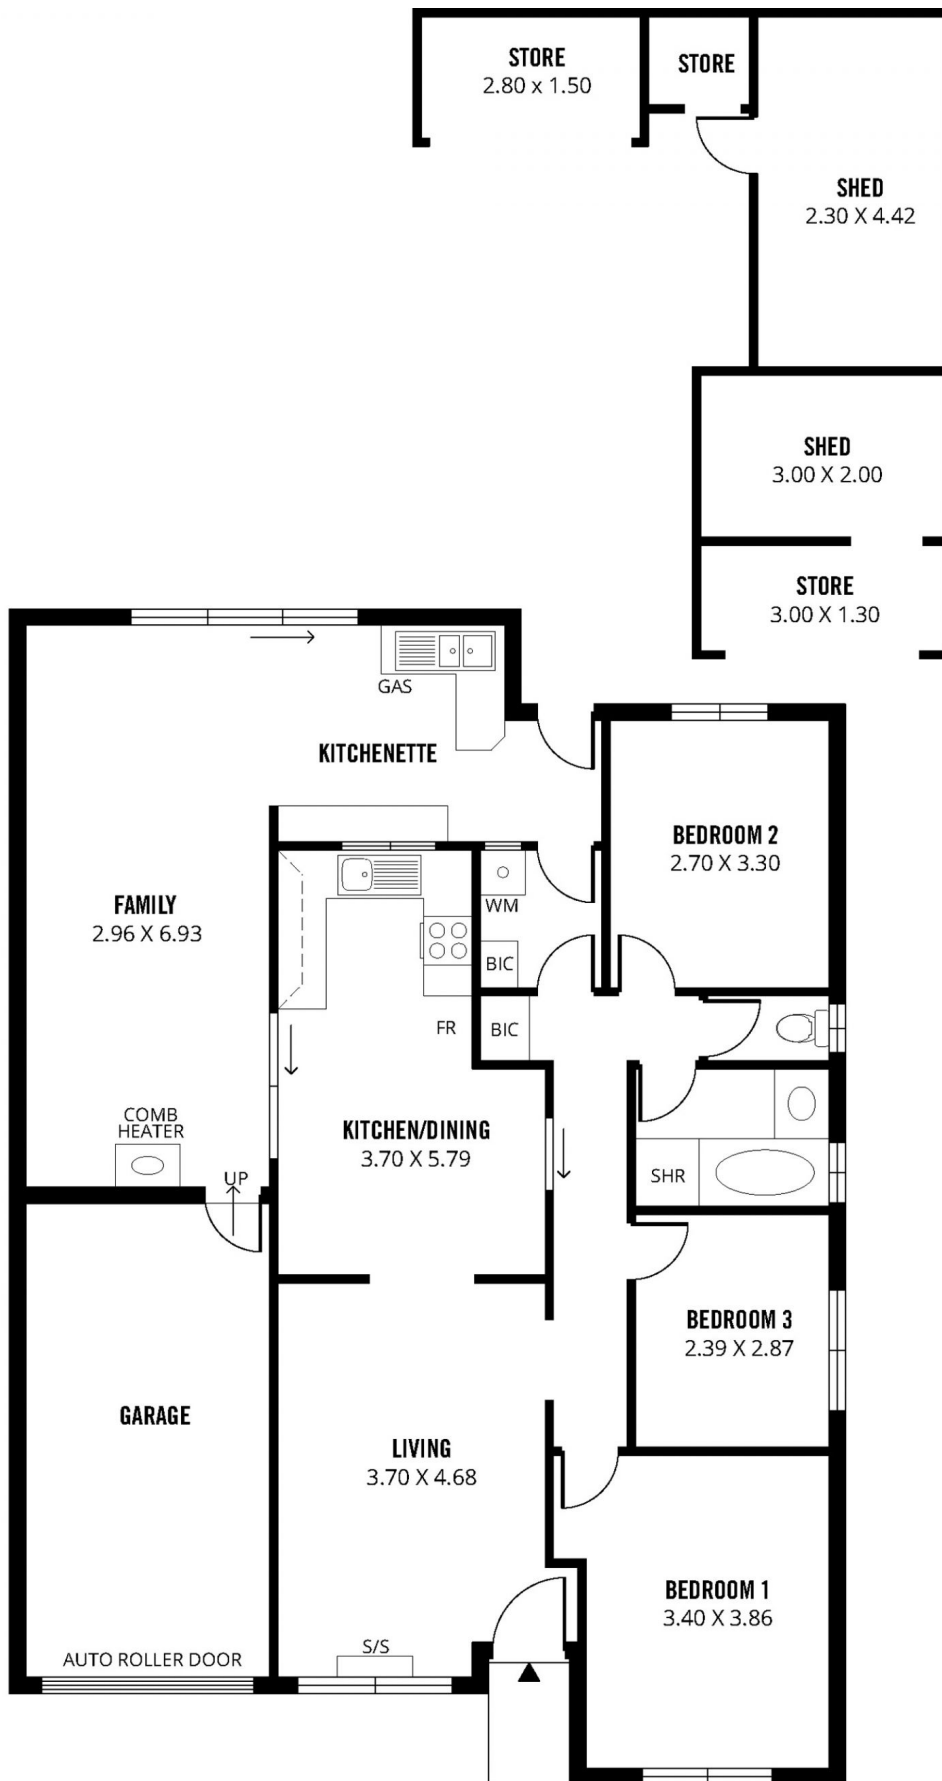 STORE
2.80 x 1.50
STORE
SHED
2.30 X 4.42
SHED
3.00 X 2.00
STORE
3.00 X 1.30
GAS
KITCHENETTE
BEDROOM 2
2.70 X 3.30
FAMILY
2.96 X 6.93
WM
BIC
FR
BIC
COMB
HEATER
KITCHEN/DINING
3.70 X 5.79
UP
SHR
BEDROOM 3
2.39 X 2.87
GARAGE
LIVING
3.70 X 4.68
BEDROOM 1
3.40 X 3.86
S/S
AUTO ROLLER DOOR